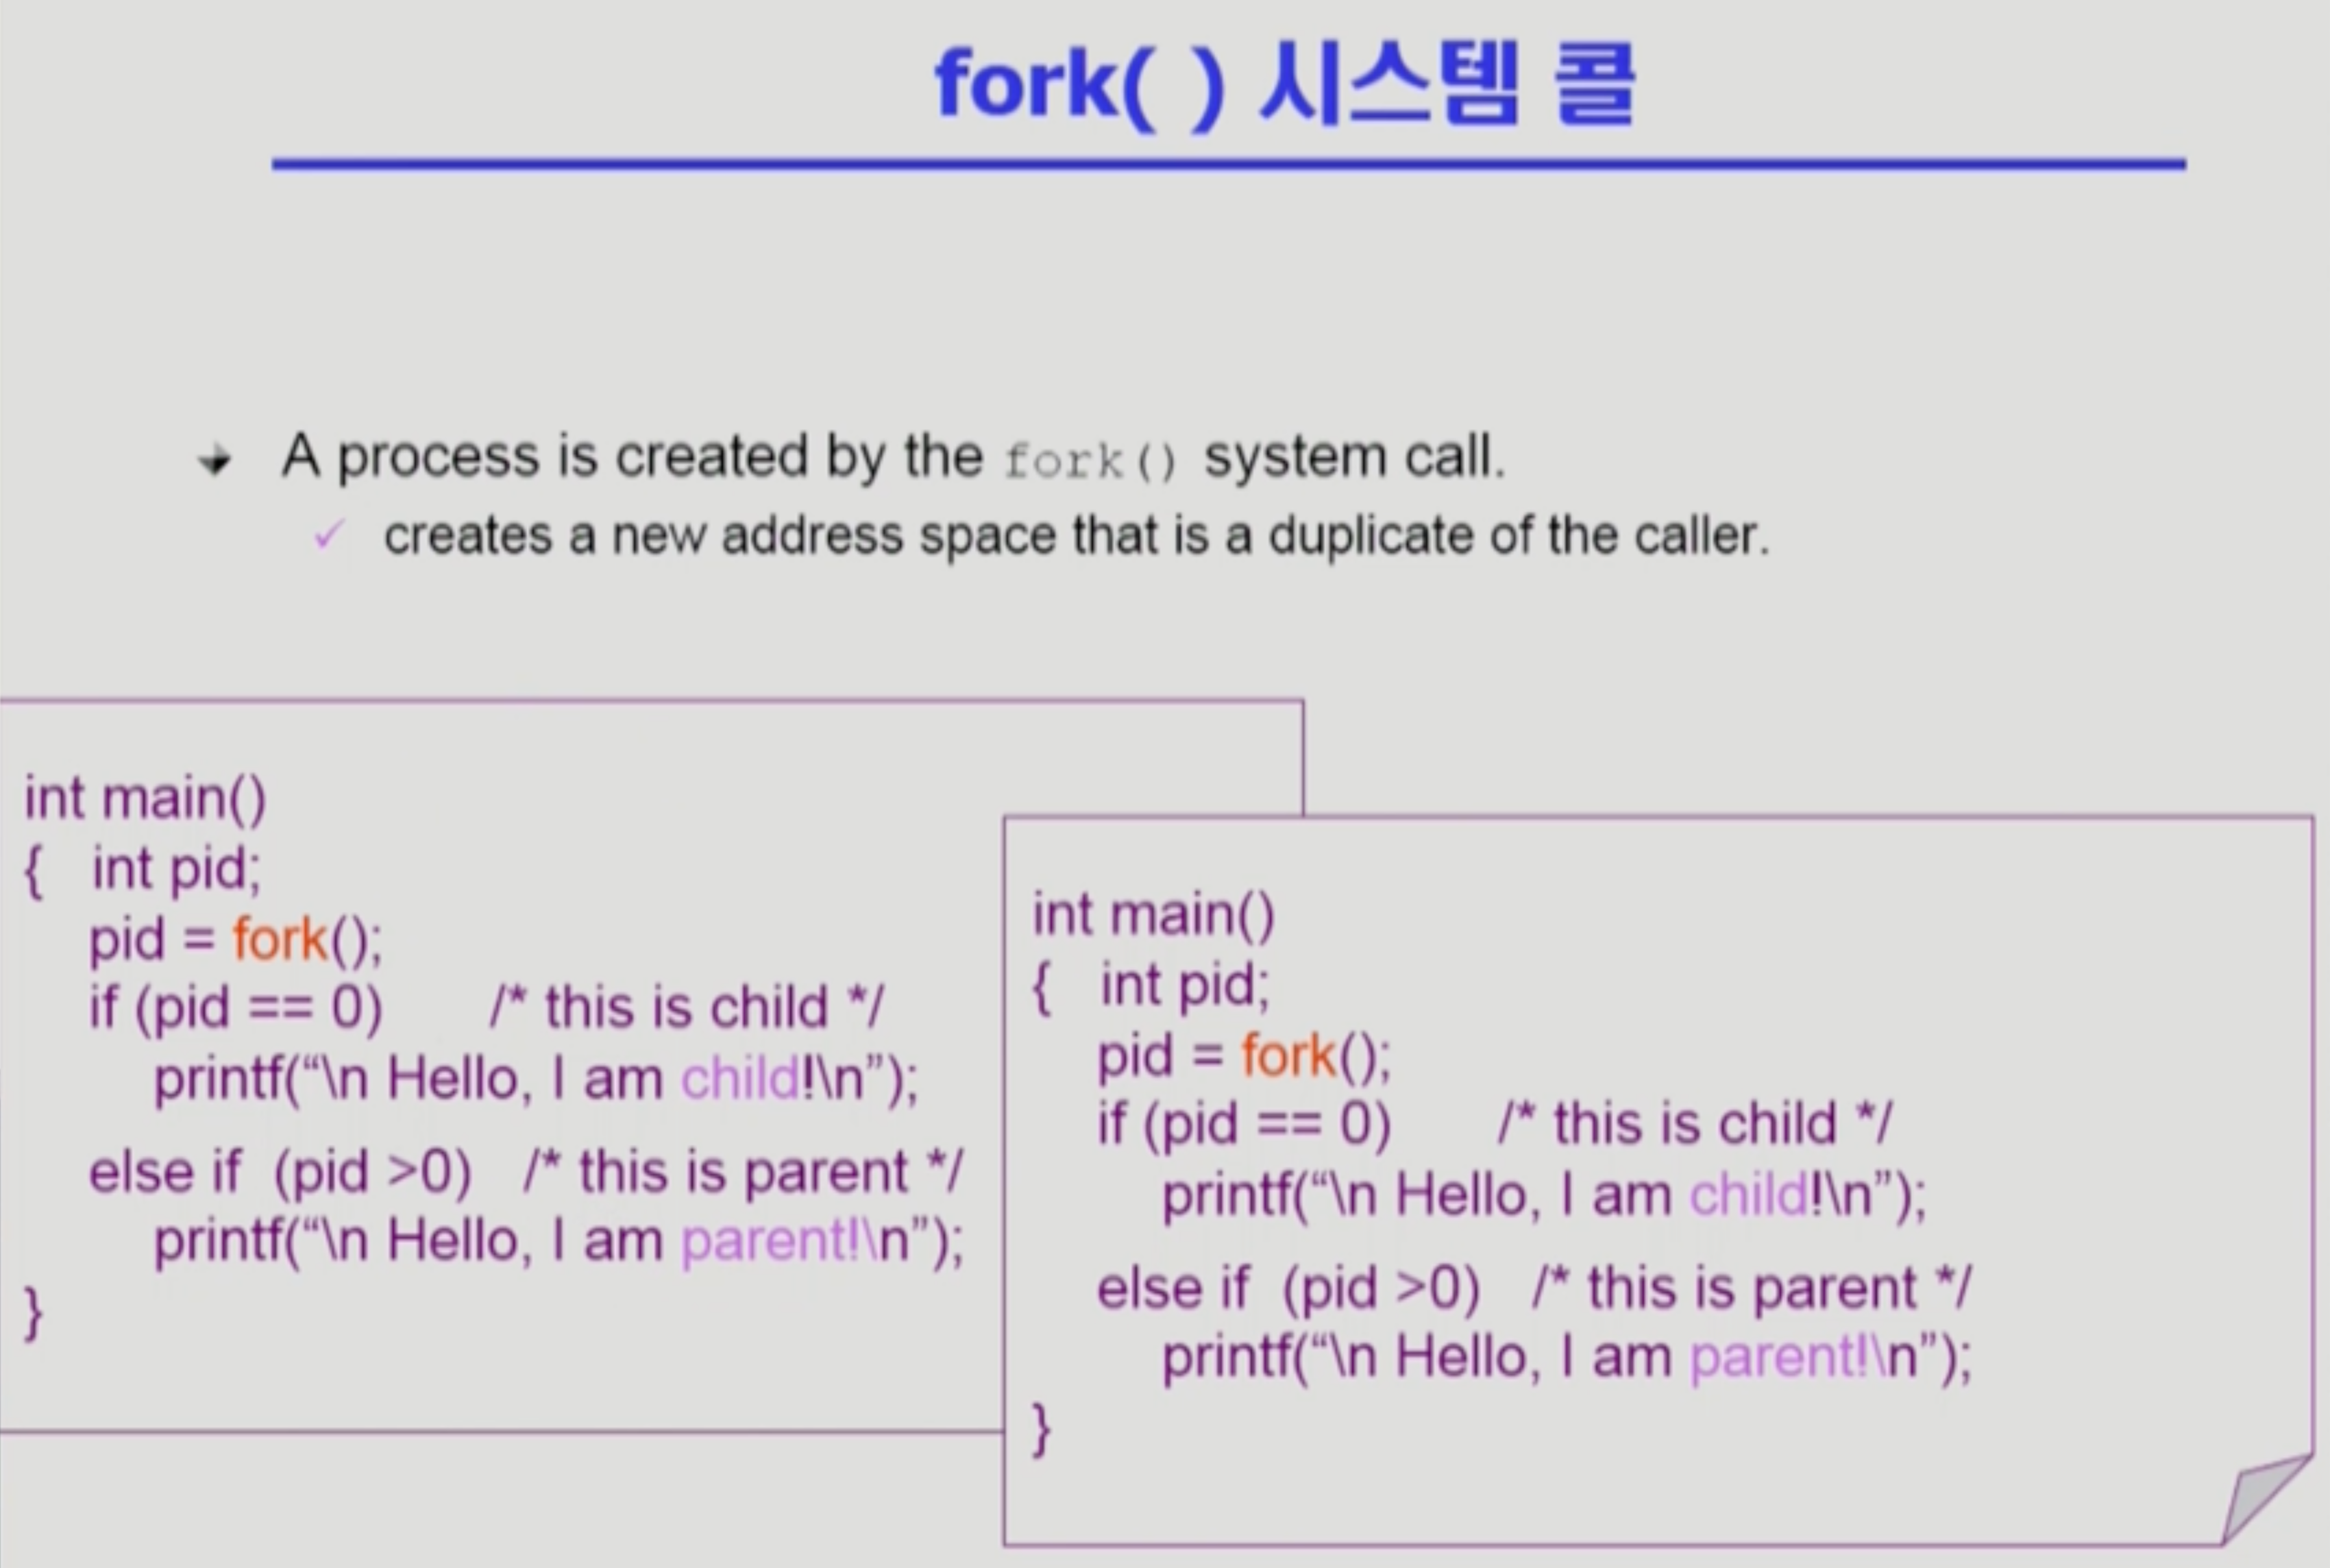 fork( ) 시스템 콜
A process is created by the fork() system call.
✓ creates a new address space that is a duplicate of the caller.
int main()
{ int pid;
pid = fork();
if (pid == 0) /* this is child */
printf(“\n Hello, I am child!\n”);
else if (pid >0) /* this is parent */
printf(“\n Hello, I am parent!\n”);
}
int main()
{ int pid;
pid = fork();
if (pid == 0) /* this is child */
printf(“\n Hello, I am child!\n”);
else if (pid >0) /* this is parent */
printf(“\n Hello, I am parent!\n”);
}